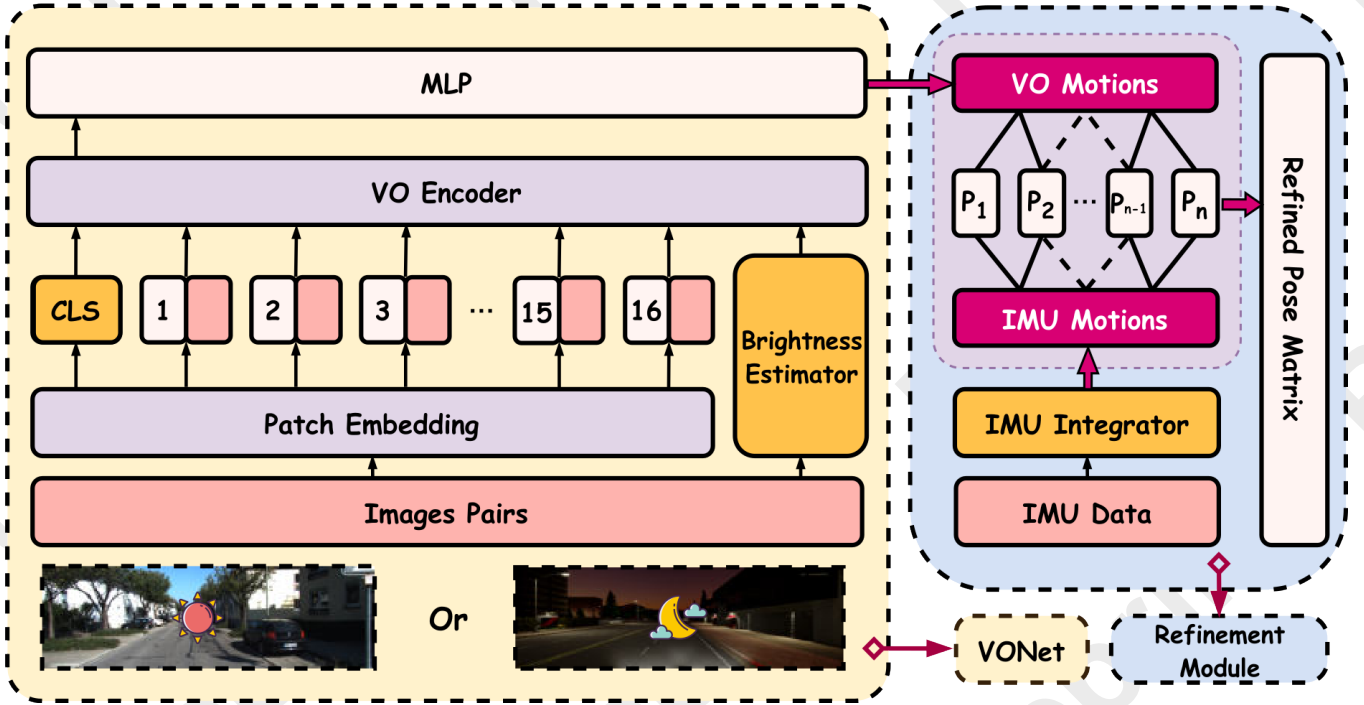 MLP
VO Encoder
CLS
1
2
3
...
15
16
Brightness
Estimator
Patch Embedding
Images Pairs
Or
VO Motions
P1
P2
...
Pn-1
Pn
IMU Motions
IMU Integrator
IMU Data
Refined Pose Matrix
VONet
Refinement
Module